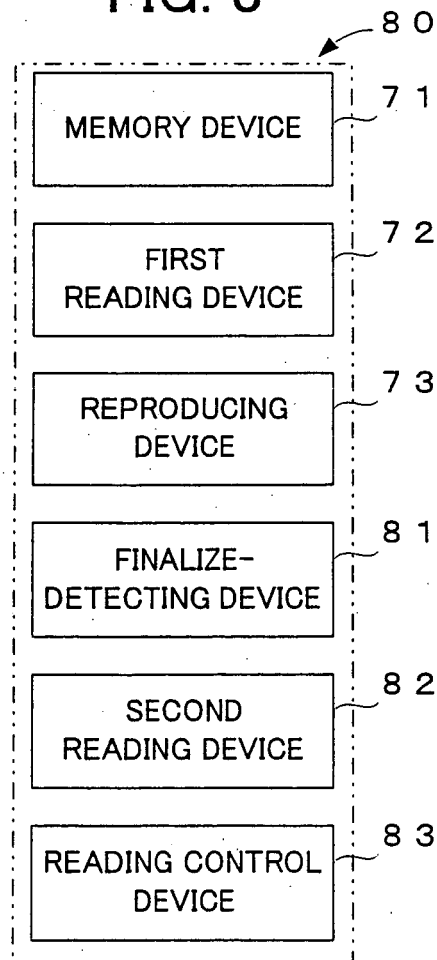 80
MEMORY DEVICE
71
FIRST
READING DEVICE
72
REPRODUCING
DEVICE
73
FINALIZE-
DETECTING DEVICE
81
SECOND
READING DEVICE
82
READING CONTROL
DEVICE
83